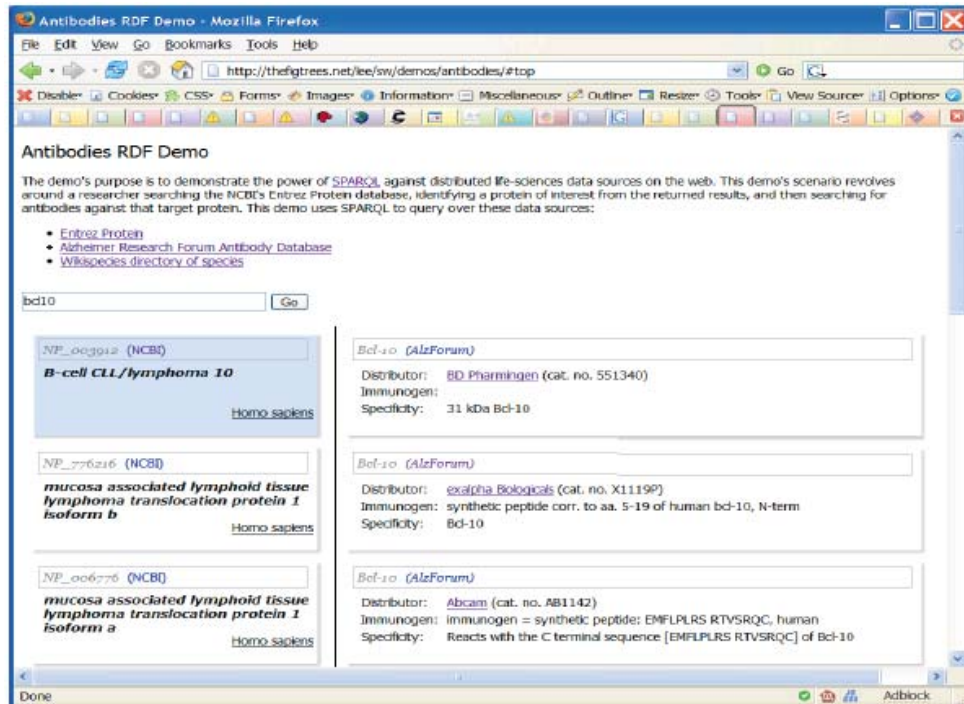 Antibodies RDF Demo - Mozilla Firefox
File Edit View Go Bookmarks Tools Help
http://thefigtrees.net/lee/sw/demos/antibodies/#top Go
Disable Cookies CSS Forms Images Information Miscellaneous Outline Resize Tools View Source Options
Antibodies RDF Demo
The demo's purpose is to demonstrate the power of SPARQL against distributed life-sciences data sources on the web. This demo's scenario revolves
around a researcher searching the NCBI's Entrez Protein database, identifying a protein of interest from the returned results, and then searching for
antibodies against that target protein. This demo uses SPARQL to query over these data sources:
• Entrez Protein
• Alzheimer Research Forum Antibody Database
• Wikispecies directory of species
bcl10 Go
NP_003912 (NCBI)
B-cell CLL/lymphoma 10
Homo sapiens
NP_776216 (NCBI)
mucosa associated lymphoid tissue
lymphoma translocation protein 1
isoform b
Homo sapiens
NP_006776 (NCBI)
mucosa associated lymphoid tissue
lymphoma translocation protein 1
isoform a
Homo sapiens
Bcl-10 (AlzForum)
Distributor: BD Pharmingen (cat. no. 551340)
Immunogen:
Specificity: 31 kDa Bcl-10
Bcl-10 (AlzForum)
Distributor: exalpha Biologicals (cat. no. X1119P)
Immunogen: synthetic peptide corr. to aa. 5-19 of human bcl-10, N-term
Specificity: Bcl-10
Bcl-10 (AlzForum)
Distributor: Abcam (cat. no. AB1142)
Immunogen: immunogen = synthetic peptide: EMFLPLRS RTVSRQC, human
Specificity: Reacts with the C terminal sequence [EMFLPLRS RTVSRQC] of Bcl-10
Done Adblock